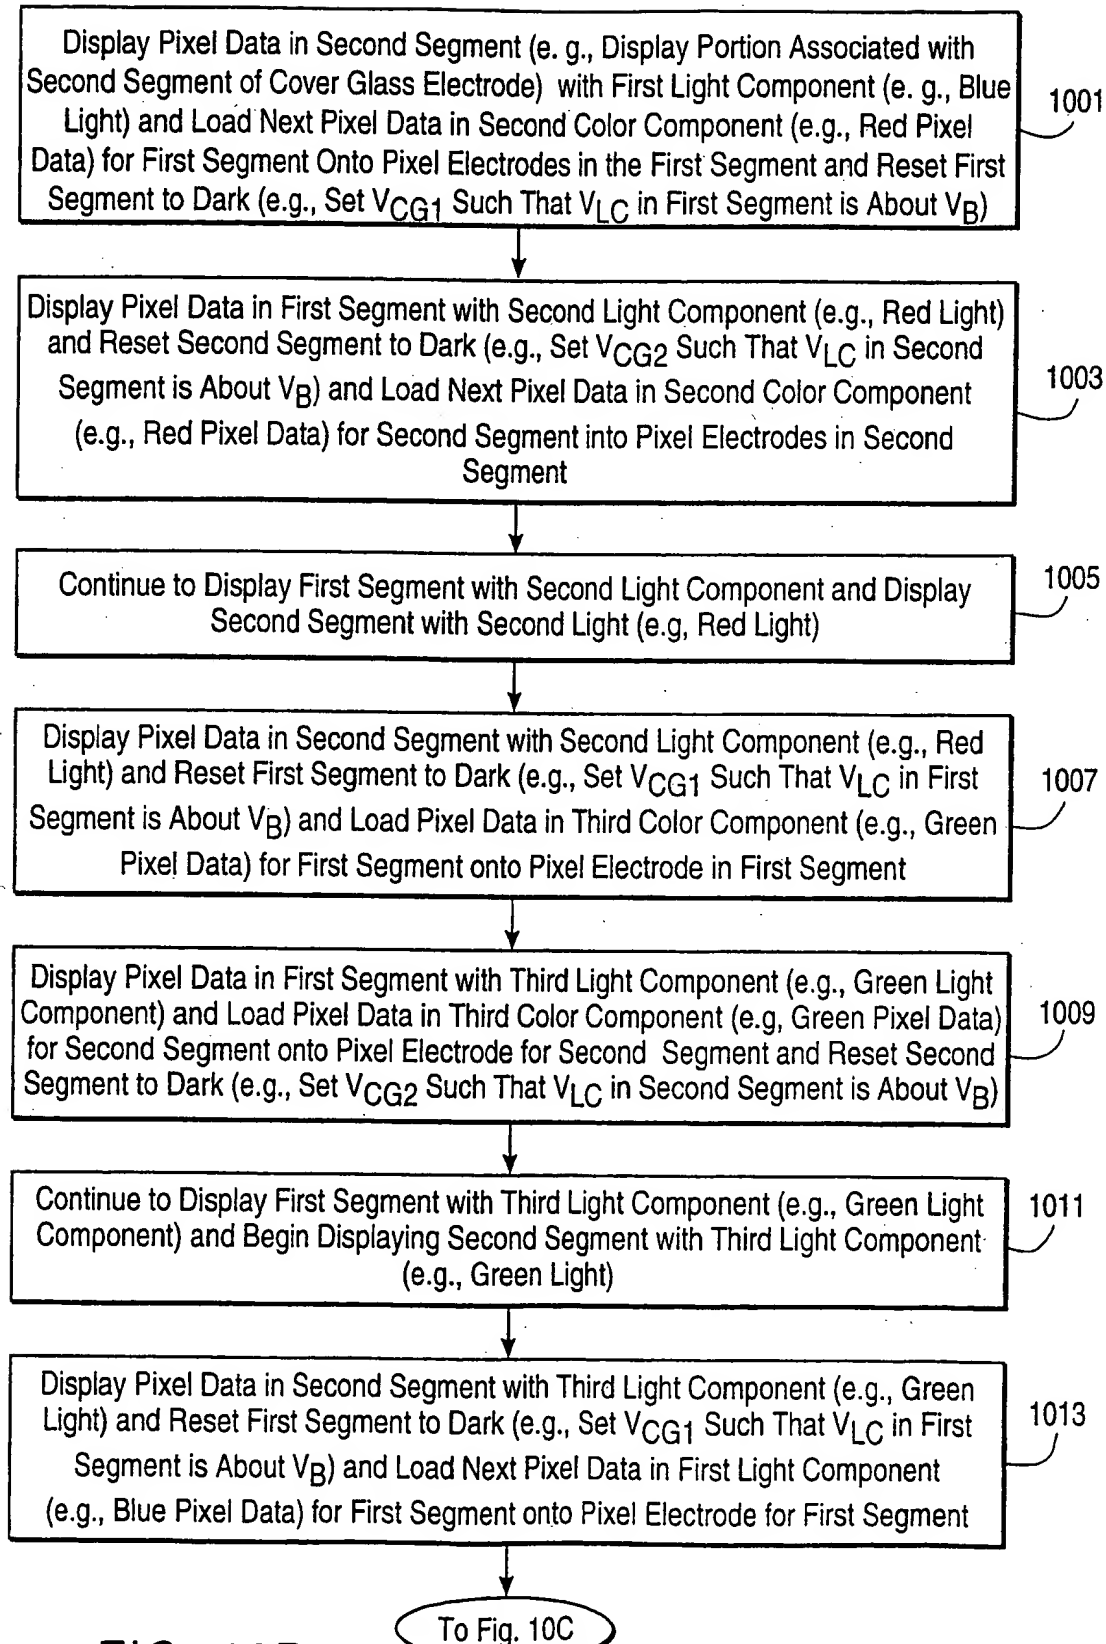 Display Pixel Data in Second Segment (e. g., Display Portion Associated with
Second Segment of Cover Glass Electrode) with First Light Component (e. g., Blue
Light) and Load Next Pixel Data in Second Color Component (e.g., Red Pixel
Data) for First Segment Onto Pixel Electrodes in the First Segment and Reset First
Segment to Dark (e.g., Set VCG1 Such That VLC in First Segment is About VB)
1001
Display Pixel Data in First Segment with Second Light Component (e.g., Red Light)
and Reset Second Segment to Dark (e.g., Set VCG2 Such That VLC in Second
Segment is About VB) and Load Next Pixel Data in Second Color Component
(e.g., Red Pixel Data) for Second Segment into Pixel Electrodes in Second
Segment
1003
Continue to Display First Segment with Second Light Component and Display
Second Segment with Second Light (e.g, Red Light)
1005
Display Pixel Data in Second Segment with Second Light Component (e.g., Red
Light) and Reset First Segment to Dark (e.g., Set VCG1 Such That VLC in First
Segment is About VB) and Load Pixel Data in Third Color Component (e.g., Green
Pixel Data) for First Segment onto Pixel Electrode in First Segment
1007
Display Pixel Data in First Segment with Third Light Component (e.g., Green Light
Component) and Load Pixel Data in Third Color Component (e.g, Green Pixel Data)
for Second Segment onto Pixel Electrode for Second Segment and Reset Second
Segment to Dark (e.g., Set VCG2 Such That VLC in Second Segment is About VB)
1009
Continue to Display First Segment with Third Light Component (e.g., Green Light
Component) and Begin Displaying Second Segment with Third Light Component
(e.g., Green Light)
1011
Display Pixel Data in Second Segment with Third Light Component (e.g., Green
Light) and Reset First Segment to Dark (e.g., Set VCG1 Such That VLC in First
Segment is About VB) and Load Next Pixel Data in First Light Component
(e.g., Blue Pixel Data) for First Segment onto Pixel Electrode for First Segment
1013
To Fig. 10C